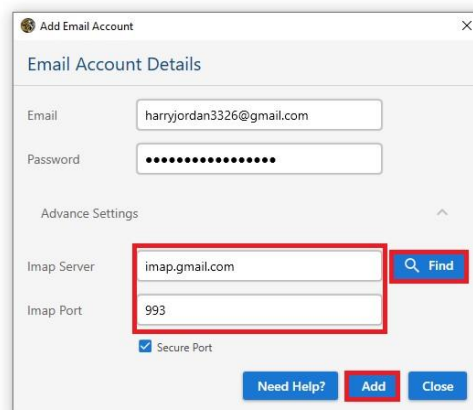 Add Email Account
Email Account Details
Email harryjordan3326@gmail.com
Password •••••••••••••••••
Advance Settings
Imap Server imap.gmail.com Find
Imap Port 993
Secure Port
Need Help? Add Close